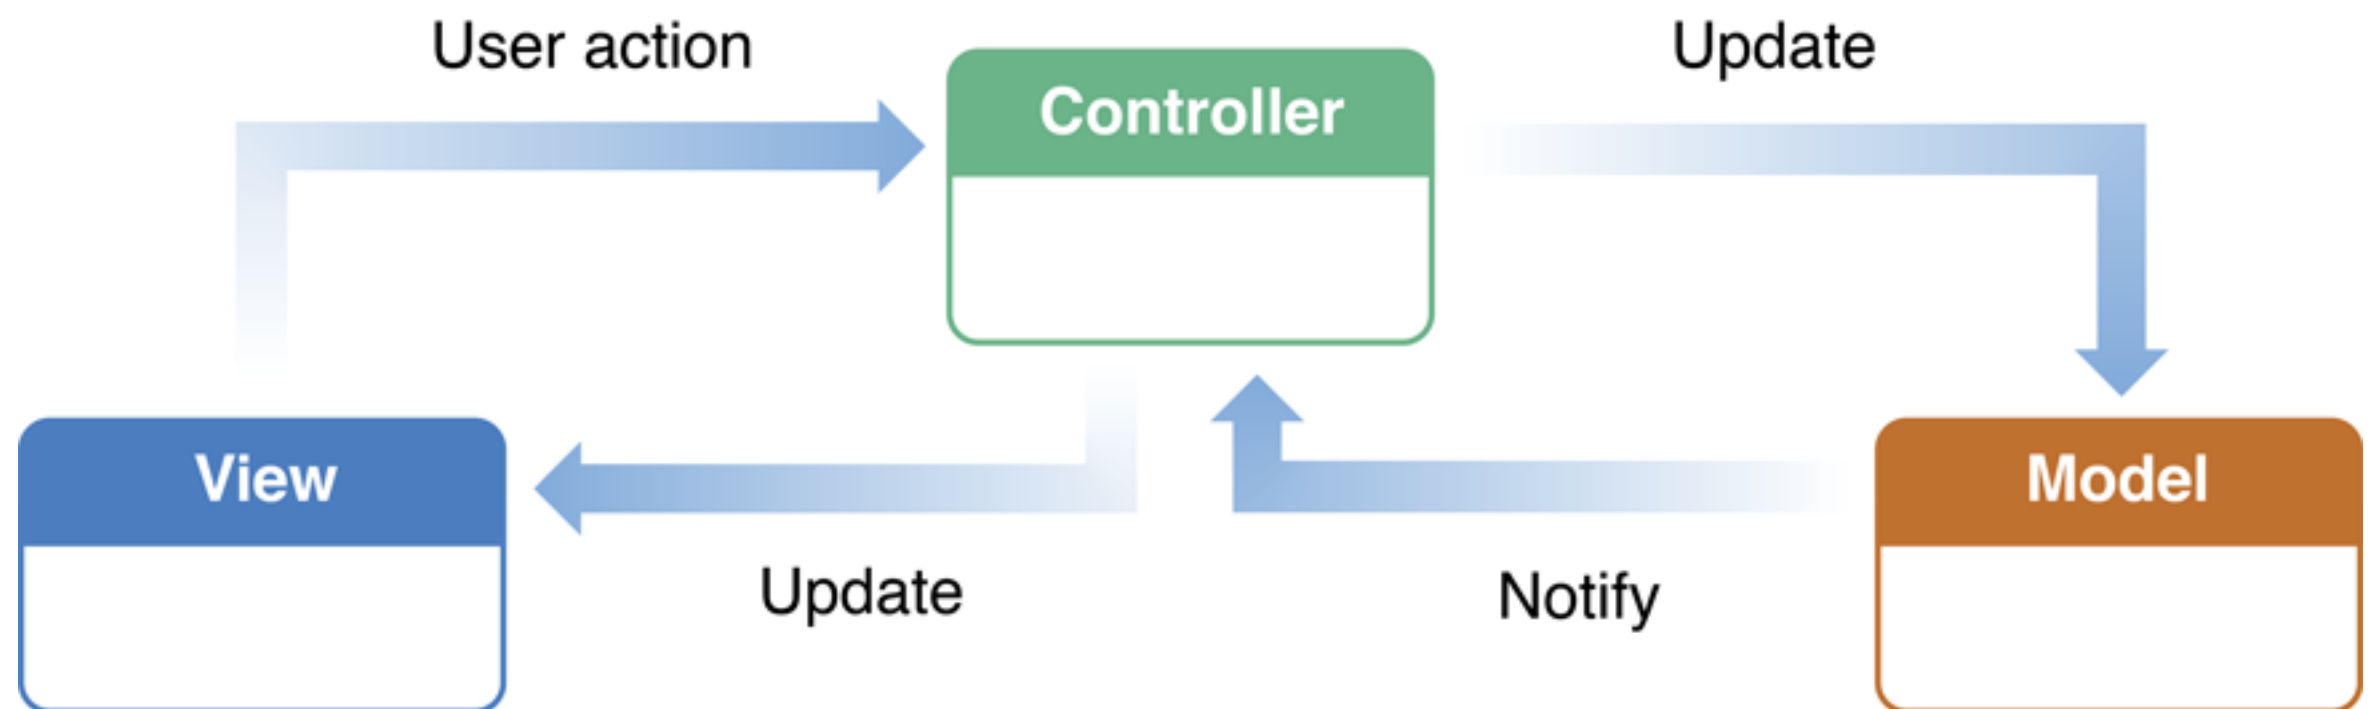 User action
Controller
Update
View
Update
Notify
Model